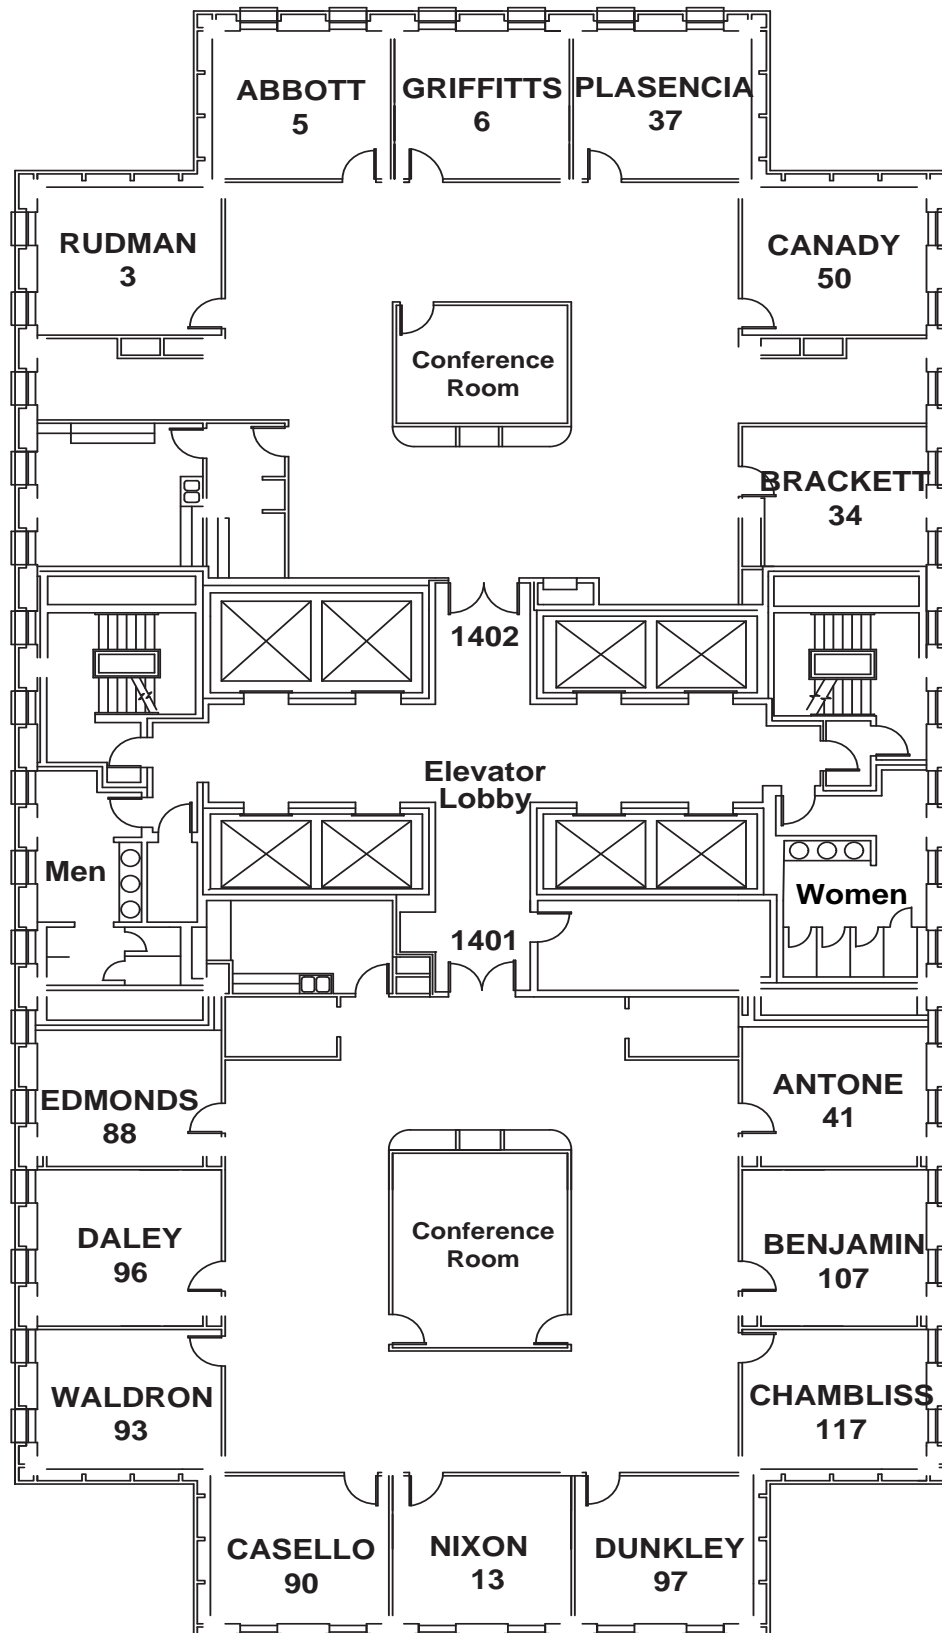 ABBOTT
5
GRIFFITTS
6
PLASENCIA
37
RUDMAN
3
CANADY
50
Conference
Room
BRACKETT
34
1402
Elevator
Lobby
Men
Women
1401
EDMONDS
88
ANTONE
41
DALEY
96
Conference
Room
BENJAMIN
107
WALDRON
93
CHAMBLISS
117
CASELLO
90
NIXON
13
DUNKLEY
97